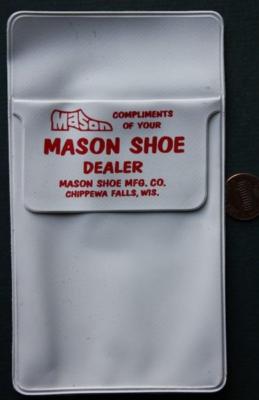 Mason
COMPLIMENTS
OF YOUR
MASON SHOE
DEALER
MASON SHOE MFG. CO.
CHIPPEWA FALLS, WIS.